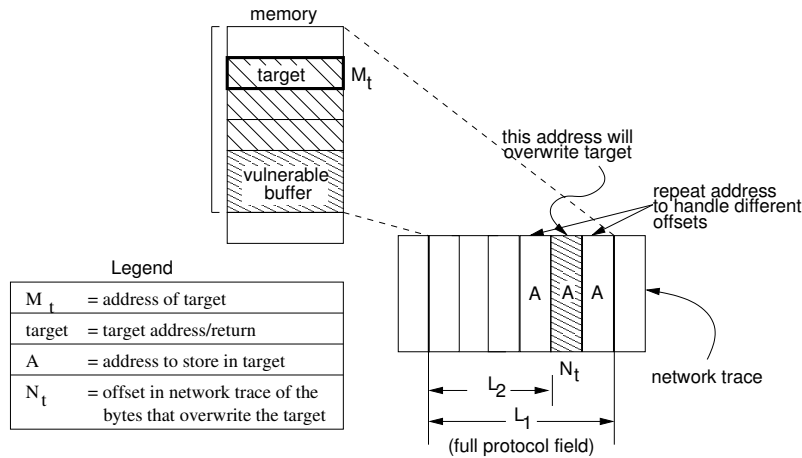 memory
target
M_t
vulnerable
buffer
this address will
overwrite target
repeat address
to handle different
offsets
A A A
N_t
network trace
L_2
L_1
(full protocol field)
Legend
M_t = address of target
target = target address/return
A = address to store in target
N_t = offset in network trace of the
bytes that overwrite the target